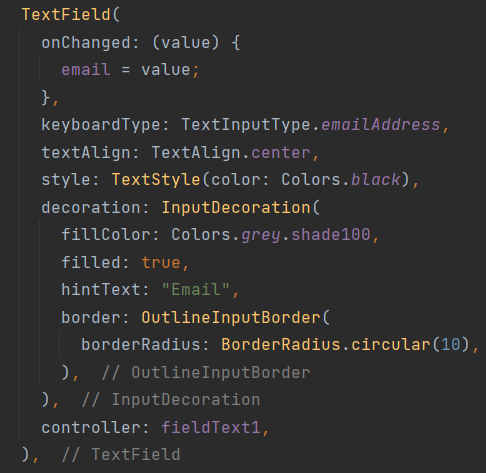 TextField(
  onChanged: (value) {
    email = value;
  },
  keyboardType: TextInputType.emailAddress,
  textAlign: TextAlign.center,
  style: TextStyle(color: Colors.black),
  decoration: InputDecoration(
    fillColor: Colors.grey.shade100,
    filled: true,
    hintText: "Email",
    border: OutlineInputBorder(
      borderRadius: BorderRadius.circular(10),
    ),  // OutlineInputBorder
  ),  // InputDecoration
  controller: fieldText1,
),  // TextField